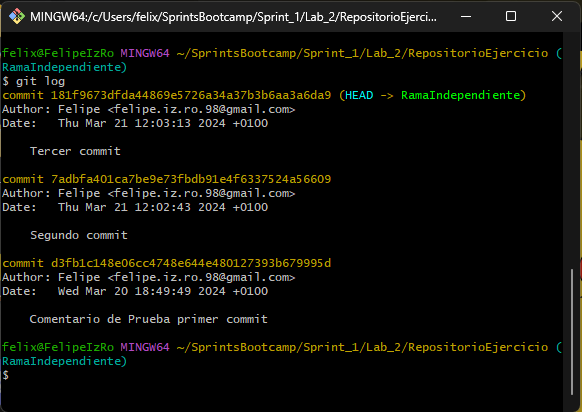 MINGW64:/c/Users/felix/SprintsBootcamp/Sprint_1/Lab_2/RepositorioEjerci...
felix@FelipeIzRo MINGW64 ~/SprintsBootcamp/Sprint_1/Lab_2/RepositorioEjercicio (
RamaIndependiente)
$ git log
commit 181f9673dfda44869e5726a34a37b3b6aa3a6da9 (HEAD -> RamaIndependiente)
Author: Felipe <felipe.iz.ro.98@gmail.com>
Date:   Thu Mar 21 12:03:13 2024 +0100
    Tercer commit
commit 7adbfa401ca7be9e73fbdb91e4f6337524a56609
Author: Felipe <felipe.iz.ro.98@gmail.com>
Date:   Thu Mar 21 12:02:43 2024 +0100
    Segundo commit
commit d3fb1c148e06cc4748e644e480127393b679995d
Author: Felipe <felipe.iz.ro.98@gmail.com>
Date:   Wed Mar 20 18:49:49 2024 +0100
    Comentario de Prueba primer commit
felix@FelipeIzRo MINGW64 ~/SprintsBootcamp/Sprint_1/Lab_2/RepositorioEjercicio (
RamaIndependiente)
$